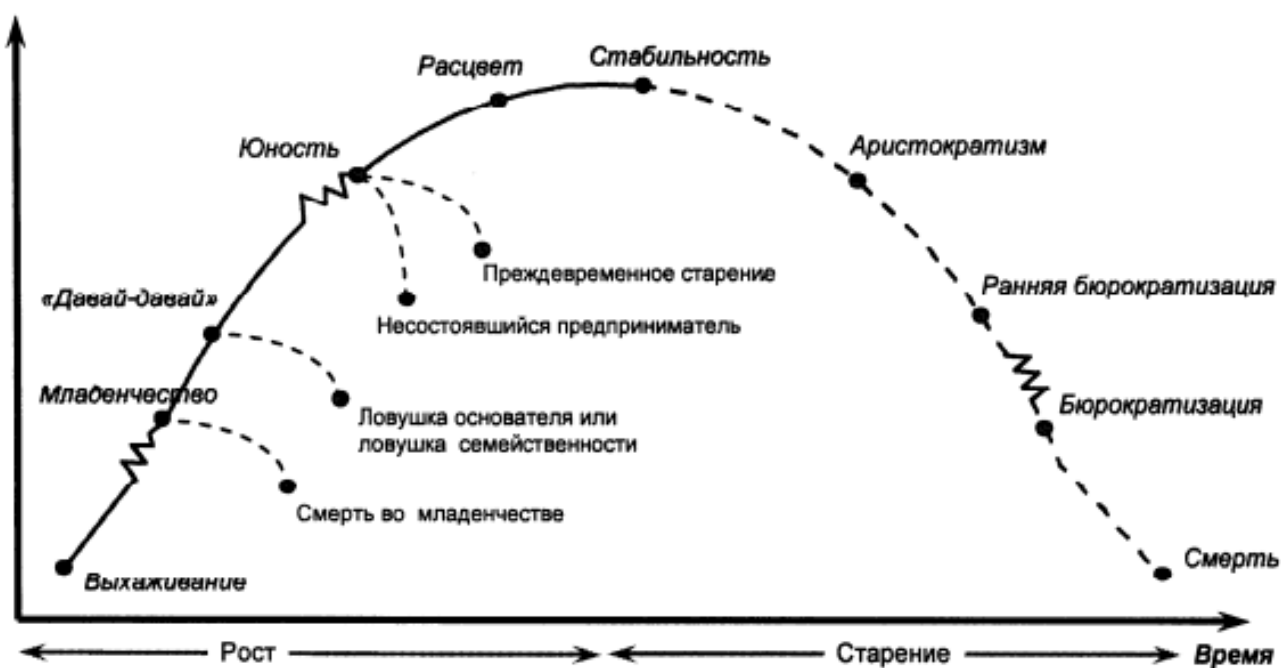 Стабильность
Расцвет
Юность
Аристократизм
Преждевременное старение
«Давай-давай»
Ранняя бюрократизация
Несостоявшийся предприниматель
Младенчество
Бюрократизация
Ловушка основателя или
ловушка семейственности
Смерть во младенчестве
Смерть
Выхаживание
Рост
Старение
Время